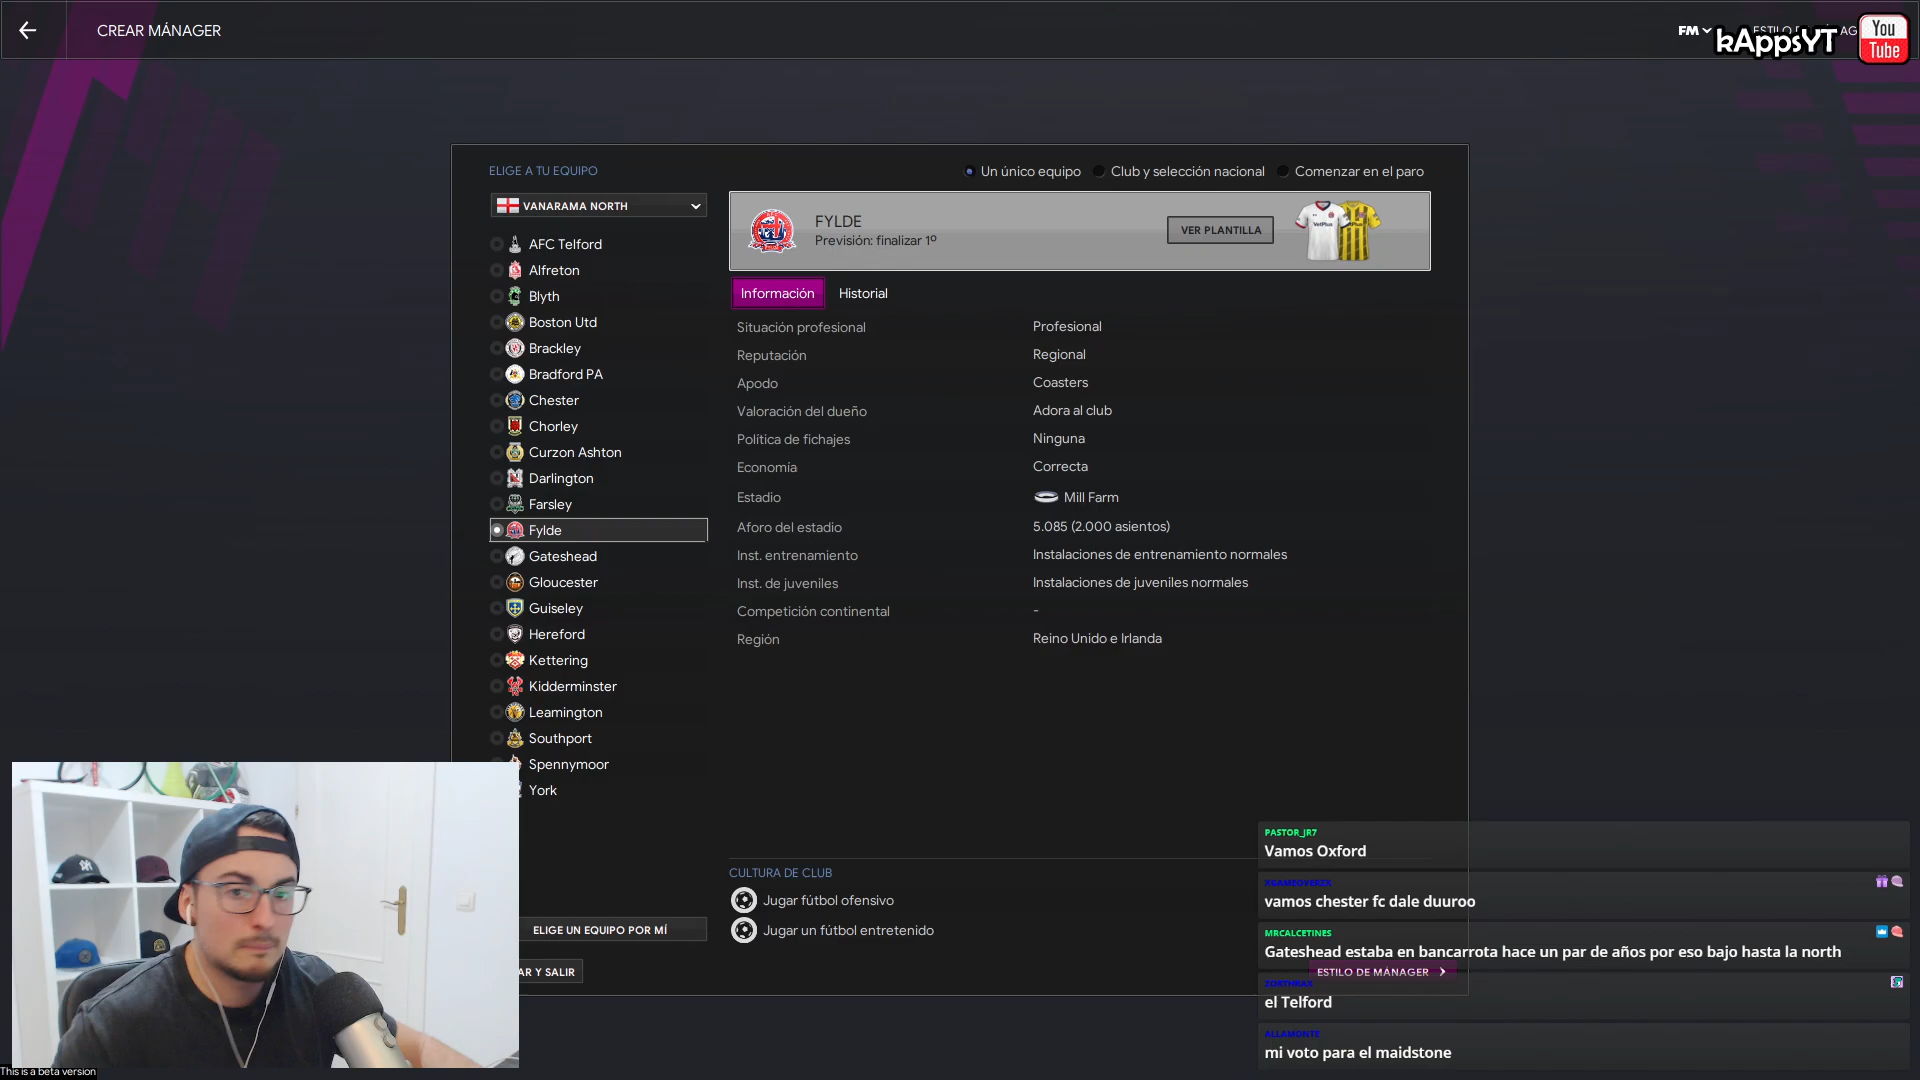 CREAR MÁNAGER
FM
kAppsYT
You
Tube
ELIGE A TU EQUIPO
Un único equipo
Club y selección nacional
Comenzar en el paro
VANARAMA NORTH
FYLDE
Previsión: finalizar 1º
VER PLANTILLA
AFC Telford
Alfreton
Blyth
Boston Utd
Brackley
Bradford PA
Chester
Chorley
Curzon Ashton
Darlington
Farsley
Fylde
Gateshead
Gloucester
Guiseley
Hereford
Kettering
Kidderminster
Leamington
Southport
Spennymoor
York
Información
Historial
Situación profesional Profesional
Reputación Regional
Apodo Coasters
Valoración del dueño Adora al club
Política de fichajes Ninguna
Economía Correcta
Estadio Mill Farm
Aforo del estadio 5.085 (2.000 asientos)
Inst. entrenamiento Instalaciones de entrenamiento normales
Inst. de juveniles Instalaciones de juveniles normales
Competición continental -
Región Reino Unido e Irlanda
CULTURA DE CLUB
Jugar fútbol ofensivo
Jugar un fútbol entretenido
ELIGE UN EQUIPO POR MÍ
AR Y SALIR
ESTILO DE MÁNAGER
PASTOR_JR7
Vamos Oxford
vamos chester fc dale duuroo
MRCALCETINES
Gateshead estaba en bancarrota hace un par de años por eso bajo hasta la north
el Telford
ALLAMONTE
mi voto para el maidstone
This is a beta version